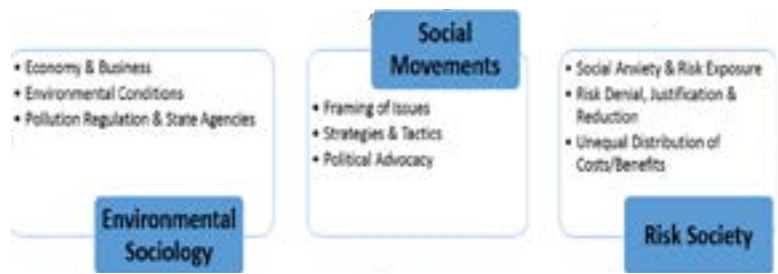 • Economy & Business
• Environmental Conditions
• Pollution Regulation & State Agencies
Environmental
Sociology
Social
Movements
• Framing of Issues
• Strategies & Tactics
• Political Advocacy
• Social Anxiety & Risk Exposure
• Risk Denial, Justification &
Reduction
• Unequal Distribution of
Costs/Benefits
Risk Society